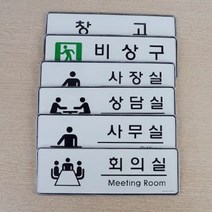 창 고
비 상 구
사 장 실
상 담 실
사 무 실
회 의 실
Meeting Room